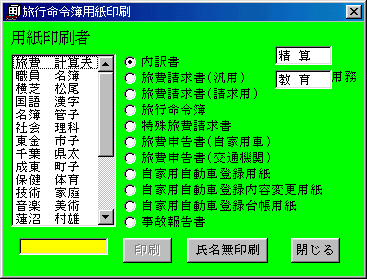 旅行命令簿用紙印刷
用紙印刷者
旅費 計算夫
職員 名簿
横芝 松尾
国語 漢字
名簿 管子
社会 理科
東金 市子
千葉 県太
成東 町子
保健 体育
技術 家庭
音楽 美術
蓮沼 村雄
内訳書
旅費請求書(汎用)
旅費請求書(請求用)
旅行命令簿
特殊旅費請求書
旅費申告書(自家用車)
旅費申告書(交通機関)
自家用自動車登録用紙
自家用自動車登録内容変更用紙
自家用自動車登録台帳用紙
事故報告書
精 算
教 育 用務
印刷
氏名無印刷
閉じる